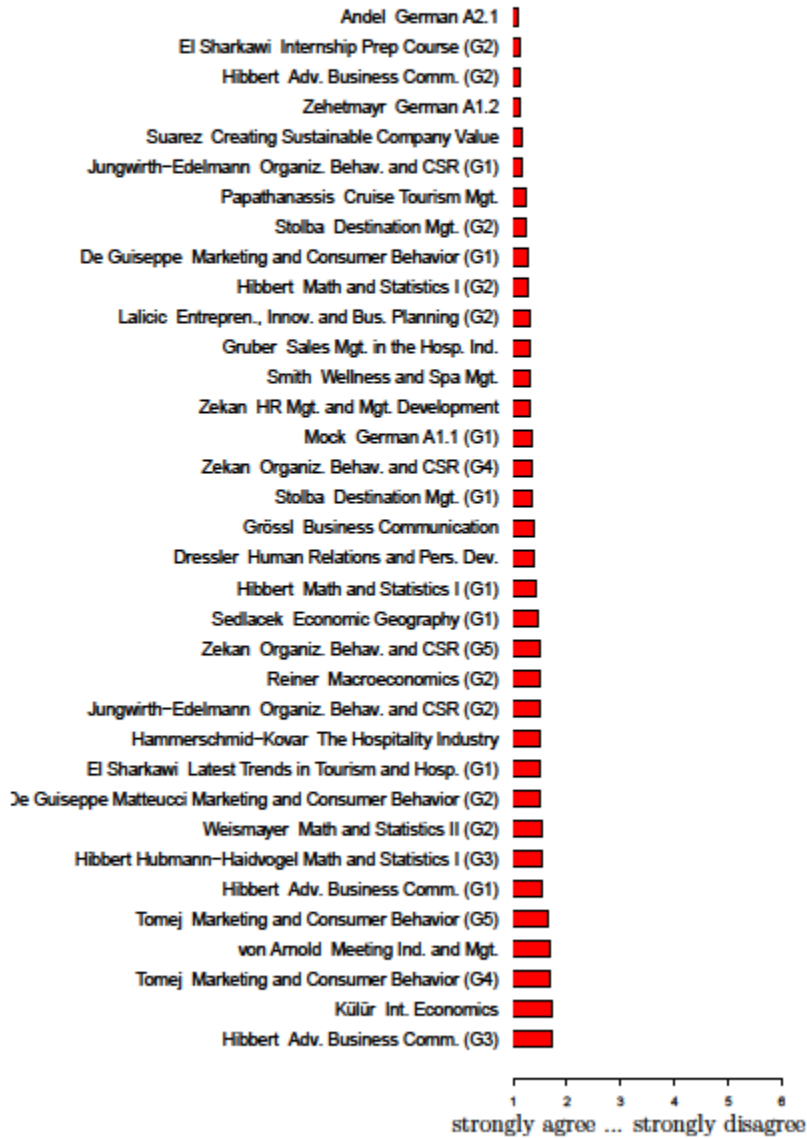 Andel German A2.1
El Sharkawi Internship Prep Course (G2)
Hibbert Adv. Business Comm. (G2)
Zehetmayr German A1.2
Suarez Creating Sustainable Company Value
Jungwirth-Edelmann Organiz. Behav. and CSR (G1)
Papathanassis Cruise Tourism Mgt.
Stolba Destination Mgt. (G2)
De Guiseppe Marketing and Consumer Behavior (G1)
Hibbert Math and Statistics I (G2)
Lalicic Entrepren., Innov. and Bus. Planning (G2)
Gruber Sales Mgt. in the Hosp. Ind.
Smith Wellness and Spa Mgt.
Zekan HR Mgt. and Mgt. Development
Mock German A1.1 (G1)
Zekan Organiz. Behav. and CSR (G4)
Stolba Destination Mgt. (G1)
Grössl Business Communication
Dressler Human Relations and Pers. Dev.
Hibbert Math and Statistics I (G1)
Sedlacek Economic Geography (G1)
Zekan Organiz. Behav. and CSR (G5)
Reiner Macroeconomics (G2)
Jungwirth-Edelmann Organiz. Behav. and CSR (G2)
Hammerschmid-Kovar The Hospitality Industry
El Sharkawi Latest Trends in Tourism and Hosp. (G1)
De Guiseppe Matteucci Marketing and Consumer Behavior (G2)
Weismayer Math and Statistics II (G2)
Hibbert Hubmann-Haidvogel Math and Statistics I (G3)
Hibbert Adv. Business Comm. (G1)
Tomej Marketing and Consumer Behavior (G5)
von Arnold Meeting Ind. and Mgt.
Tomej Marketing and Consumer Behavior (G4)
Külür Int. Economics
Hibbert Adv. Business Comm. (G3)
1 2 3 4 5 6
strongly agree ... strongly disagree